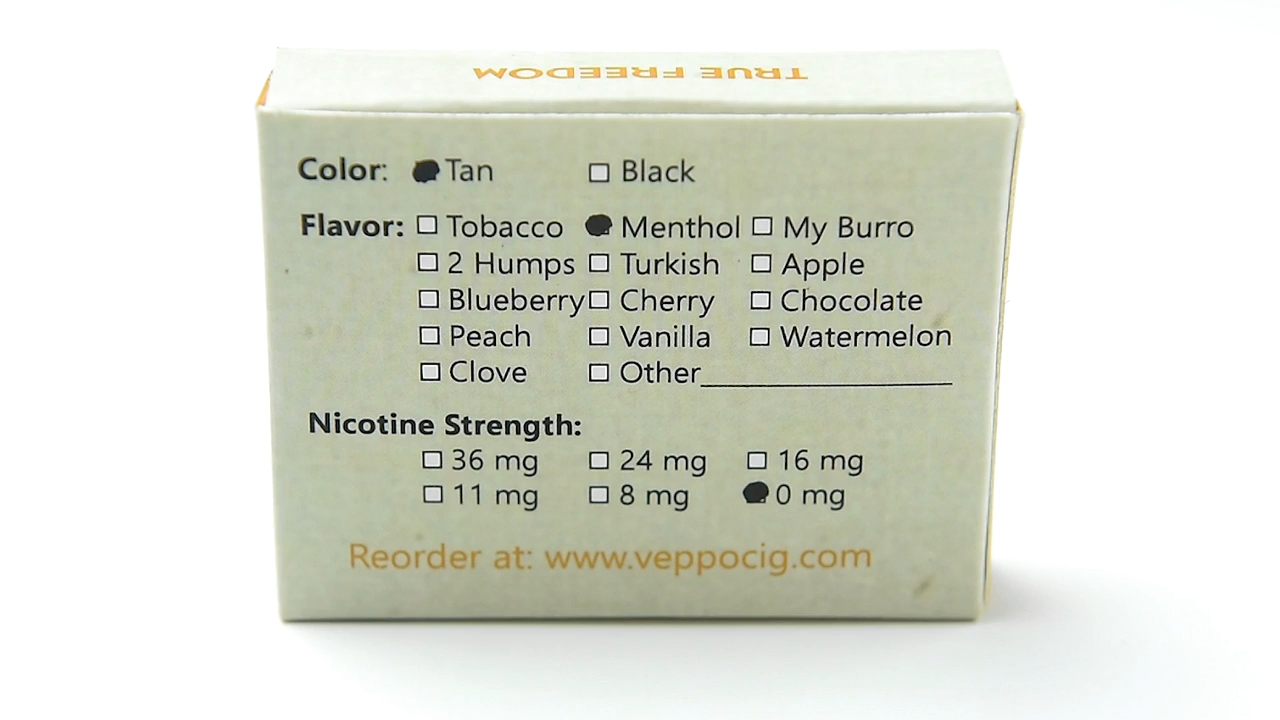 TRUE FREEDOM
Color: Tan Black
Flavor: Tobacco Menthol My Burro
2 Humps Turkish Apple
Blueberry Cherry Chocolate
Peach Vanilla Watermelon
Clove Other____________________
Nicotine Strength:
36 mg 24 mg 16 mg
11 mg 8 mg 0 mg
Reorder at: www.veppocig.com